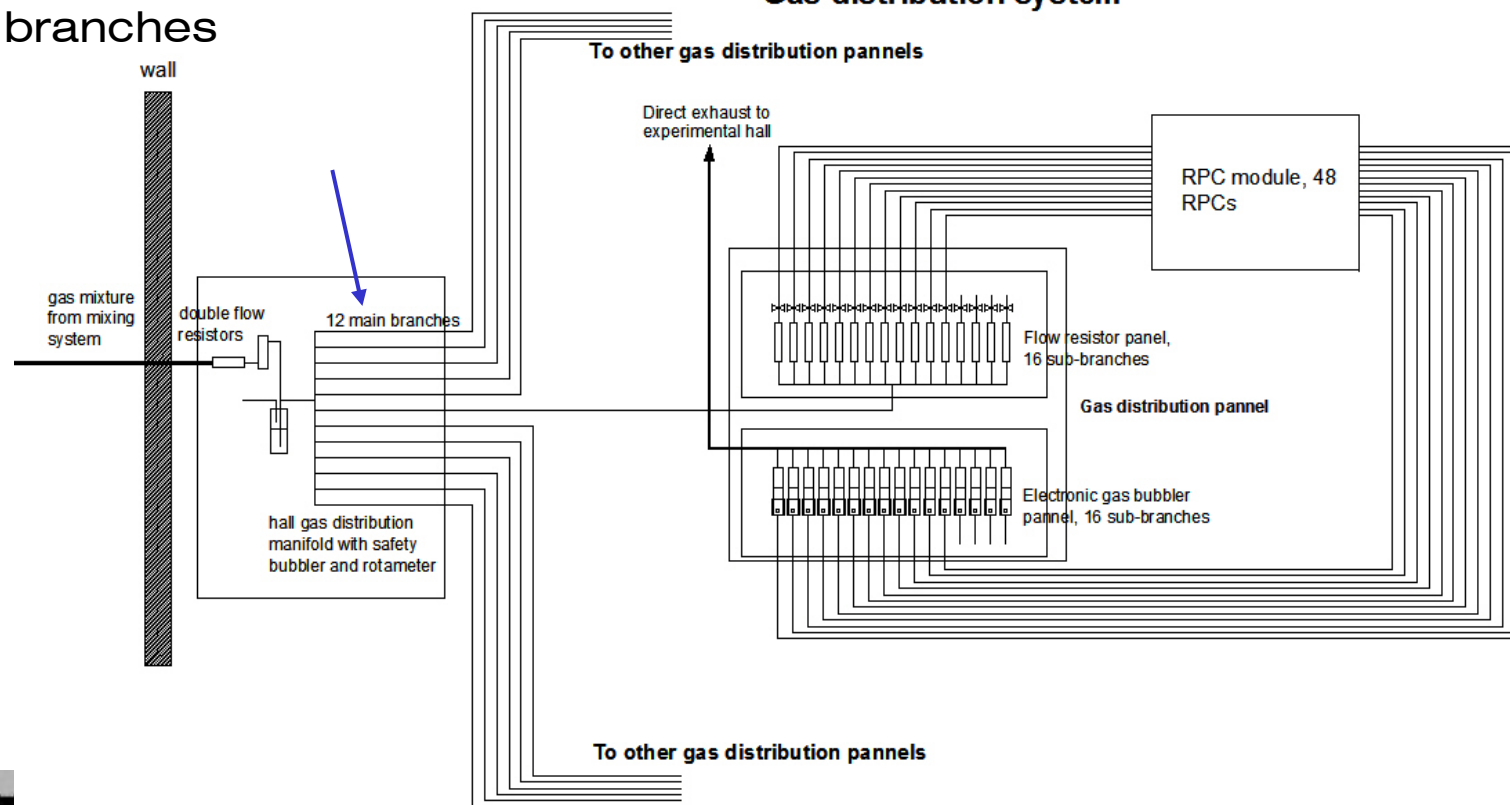 Gas distribution system
branches
To other gas distribution pannels
wall
Direct exhaust to
experimental hall
RPC module, 48
RPCs
gas mixture
from mixing
system
double flow
resistors
12 main branches
Flow resistor panel,
16 sub-branches
Gas distribution pannel
Electronic gas bubbler
pannel, 16 sub-branches
hall gas distribution
manifold with safety
bubbler and rotameter
To other gas distribution pannels